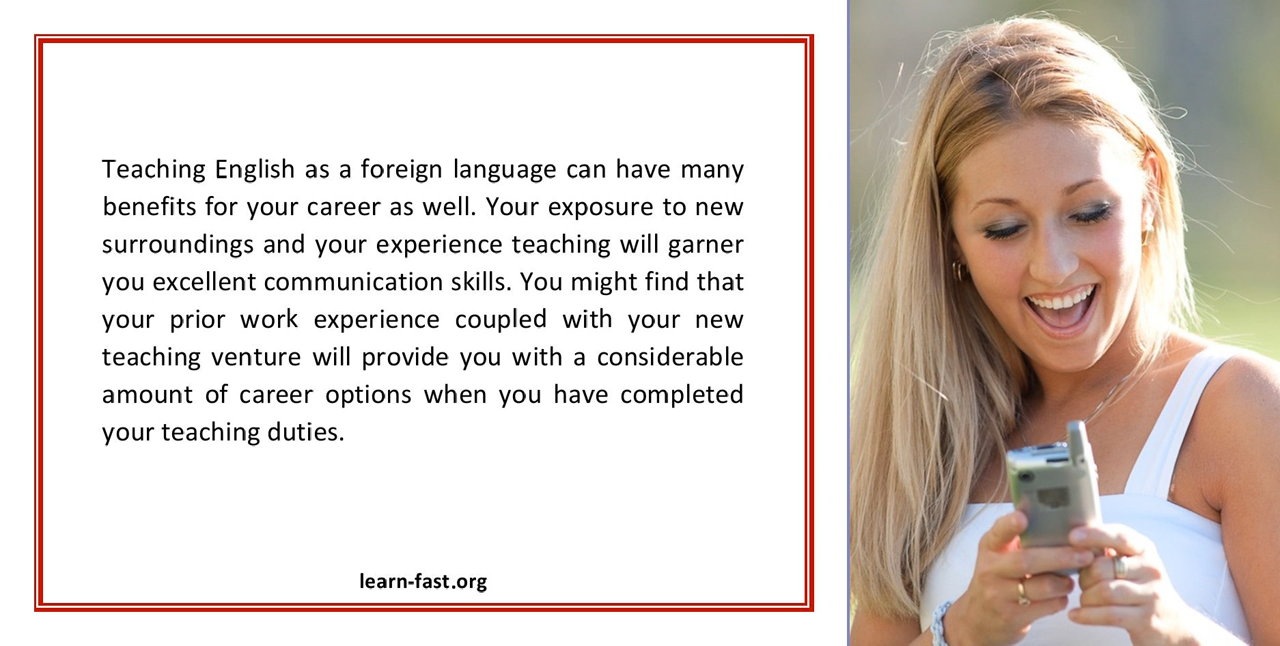 Teaching English as a foreign language can have many
benefits for your career as well. Your exposure to new
surroundings and your experience teaching will garner
you excellent communication skills. You might find that
your prior work experience coupled with your new
teaching venture will provide you with a considerable
amount of career options when you have completed
your teaching duties.
learn-fast.org